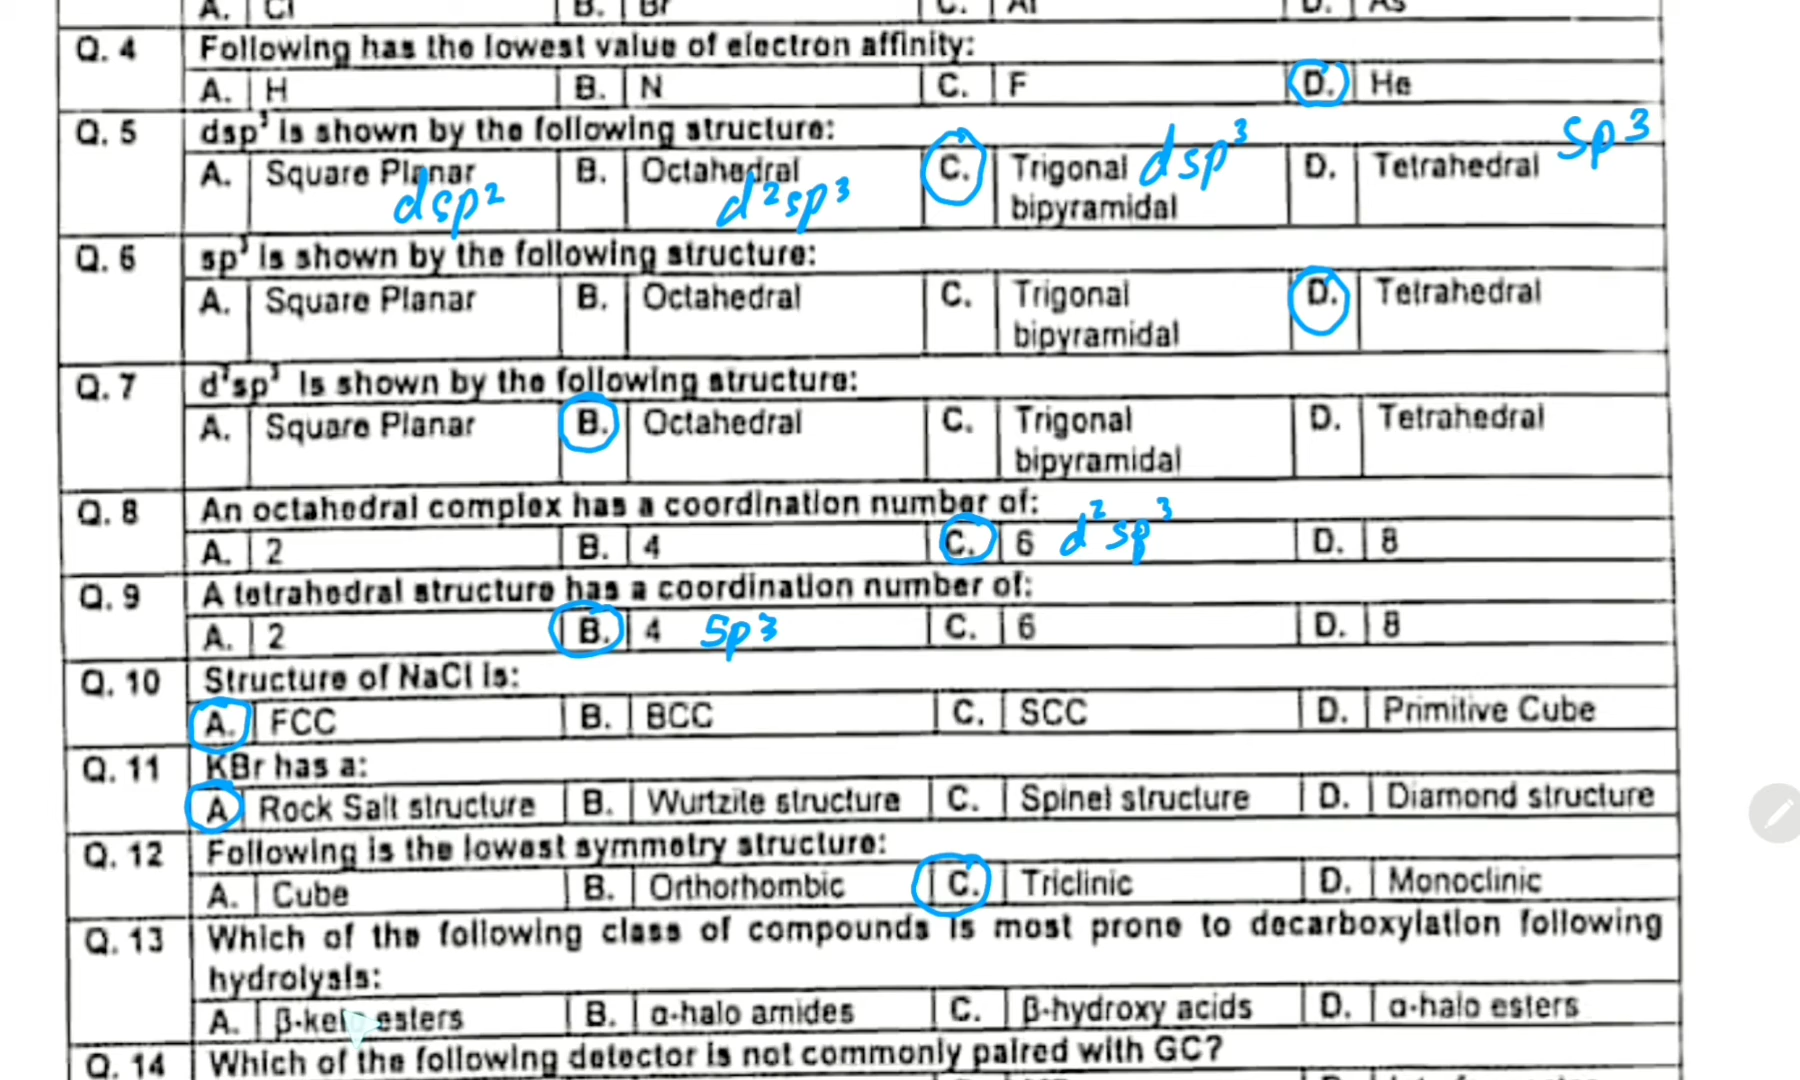 A. Cl B. Br C. D. As
Q. 4 Following has the lowest value of electron affinity:
A. H B. N C. F D. He
Q. 5 dsp³ is shown by the following structure:
A. Square Planar B. Octahedral C. Trigonal bipyramidal D. Tetrahedral
dsp² d²sp³ dsp³ sp³
Q. 6 sp³ is shown by the following structure:
A. Square Planar B. Octahedral C. Trigonal bipyramidal D. Tetrahedral
Q. 7 d²sp³ is shown by the following structure:
A. Square Planar B. Octahedral C. Trigonal bipyramidal D. Tetrahedral
Q. 8 An octahedral complex has a coordination number of:
A. 2 B. 4 C. 6 d²sp³ D. 8
Q. 9 A tetrahedral structure has a coordination number of:
A. 2 B. 4 sp³ C. 6 D. 8
Q. 10 Structure of NaCl is:
A. FCC B. BCC C. SCC D. Primitive Cube
Q. 11 KBr has a:
A Rock Salt structure B. Wurtzite structure C. Spinel structure D. Diamond structure
Q. 12 Following is the lowest symmetry structure:
A. Cube B. Orthorhombic C. Triclinic D. Monoclinic
Q. 13 Which of the following class of compounds is most prone to decarboxylation following
hydrolysis:
A. β-keto esters B. α-halo amides C. β-hydroxy acids D. α-halo esters
Q. 14 Which of the following detector is not commonly paired with GC?